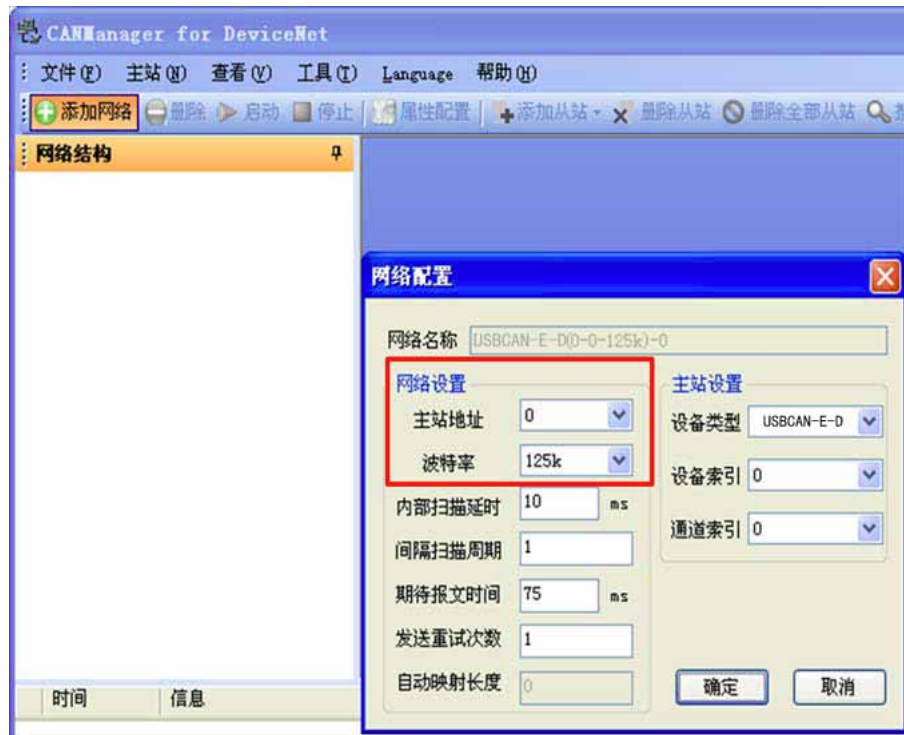 CANManager for DeviceNet
文件(F) 主站(N) 查看(V) 工具(T) Language 帮助(H)
添加网络 删除 启动 停止 属性配置 添加从站 删除从站 删除全部从站
网络结构
网络配置
网络名称 USBCAN-E-D(0-0-125k)-0
网络设置
主站地址 0
波特率 125k
内部扫描延时 10 ms
间隔扫描周期 1
期待报文时间 75 ms
发送重试次数 1
自动映射长度 0
主站设置
设备类型 USBCAN-E-D
设备索引 0
通道索引 0
确定 取消
时间 信息